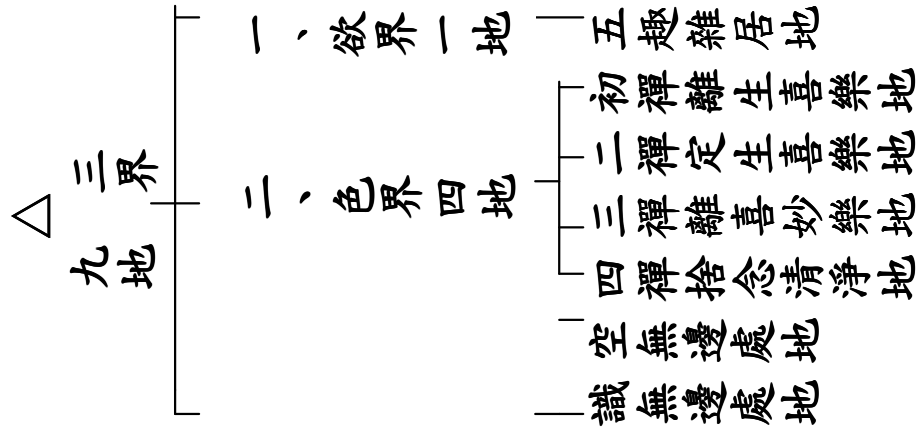 △ 三界九地
一、欲界一地
五趣雜居地
二、色界四地
初禪離生喜樂地
二禪定生喜樂地
三禪離喜妙樂地
四禪捨念清淨地
空無邊處地
識無邊處地